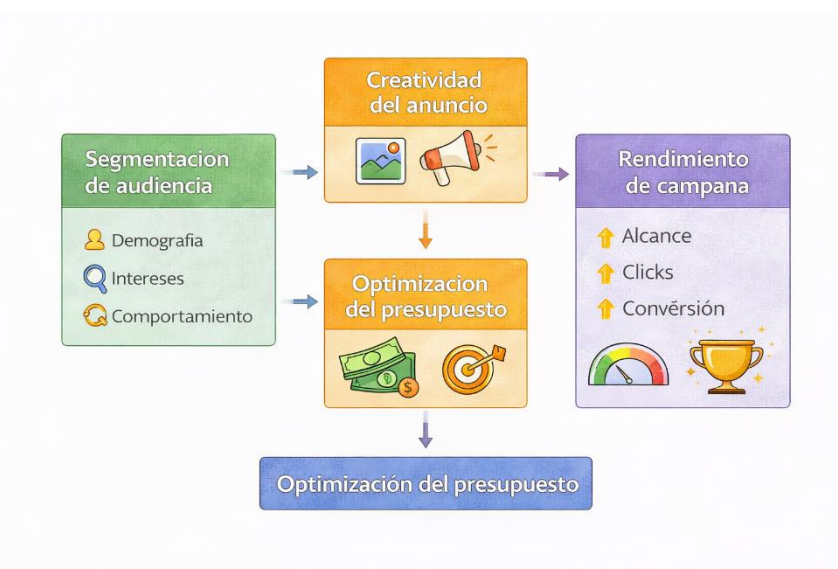 Segmentacion
de audiencia
Demografia
Intereses
Comportamiento
Creatividad
del anuncio
Optimizacion
del presupuesto
$
Rendimiento
de campana
Alcance
Clicks
Convérsión
Optimización del presupuesto